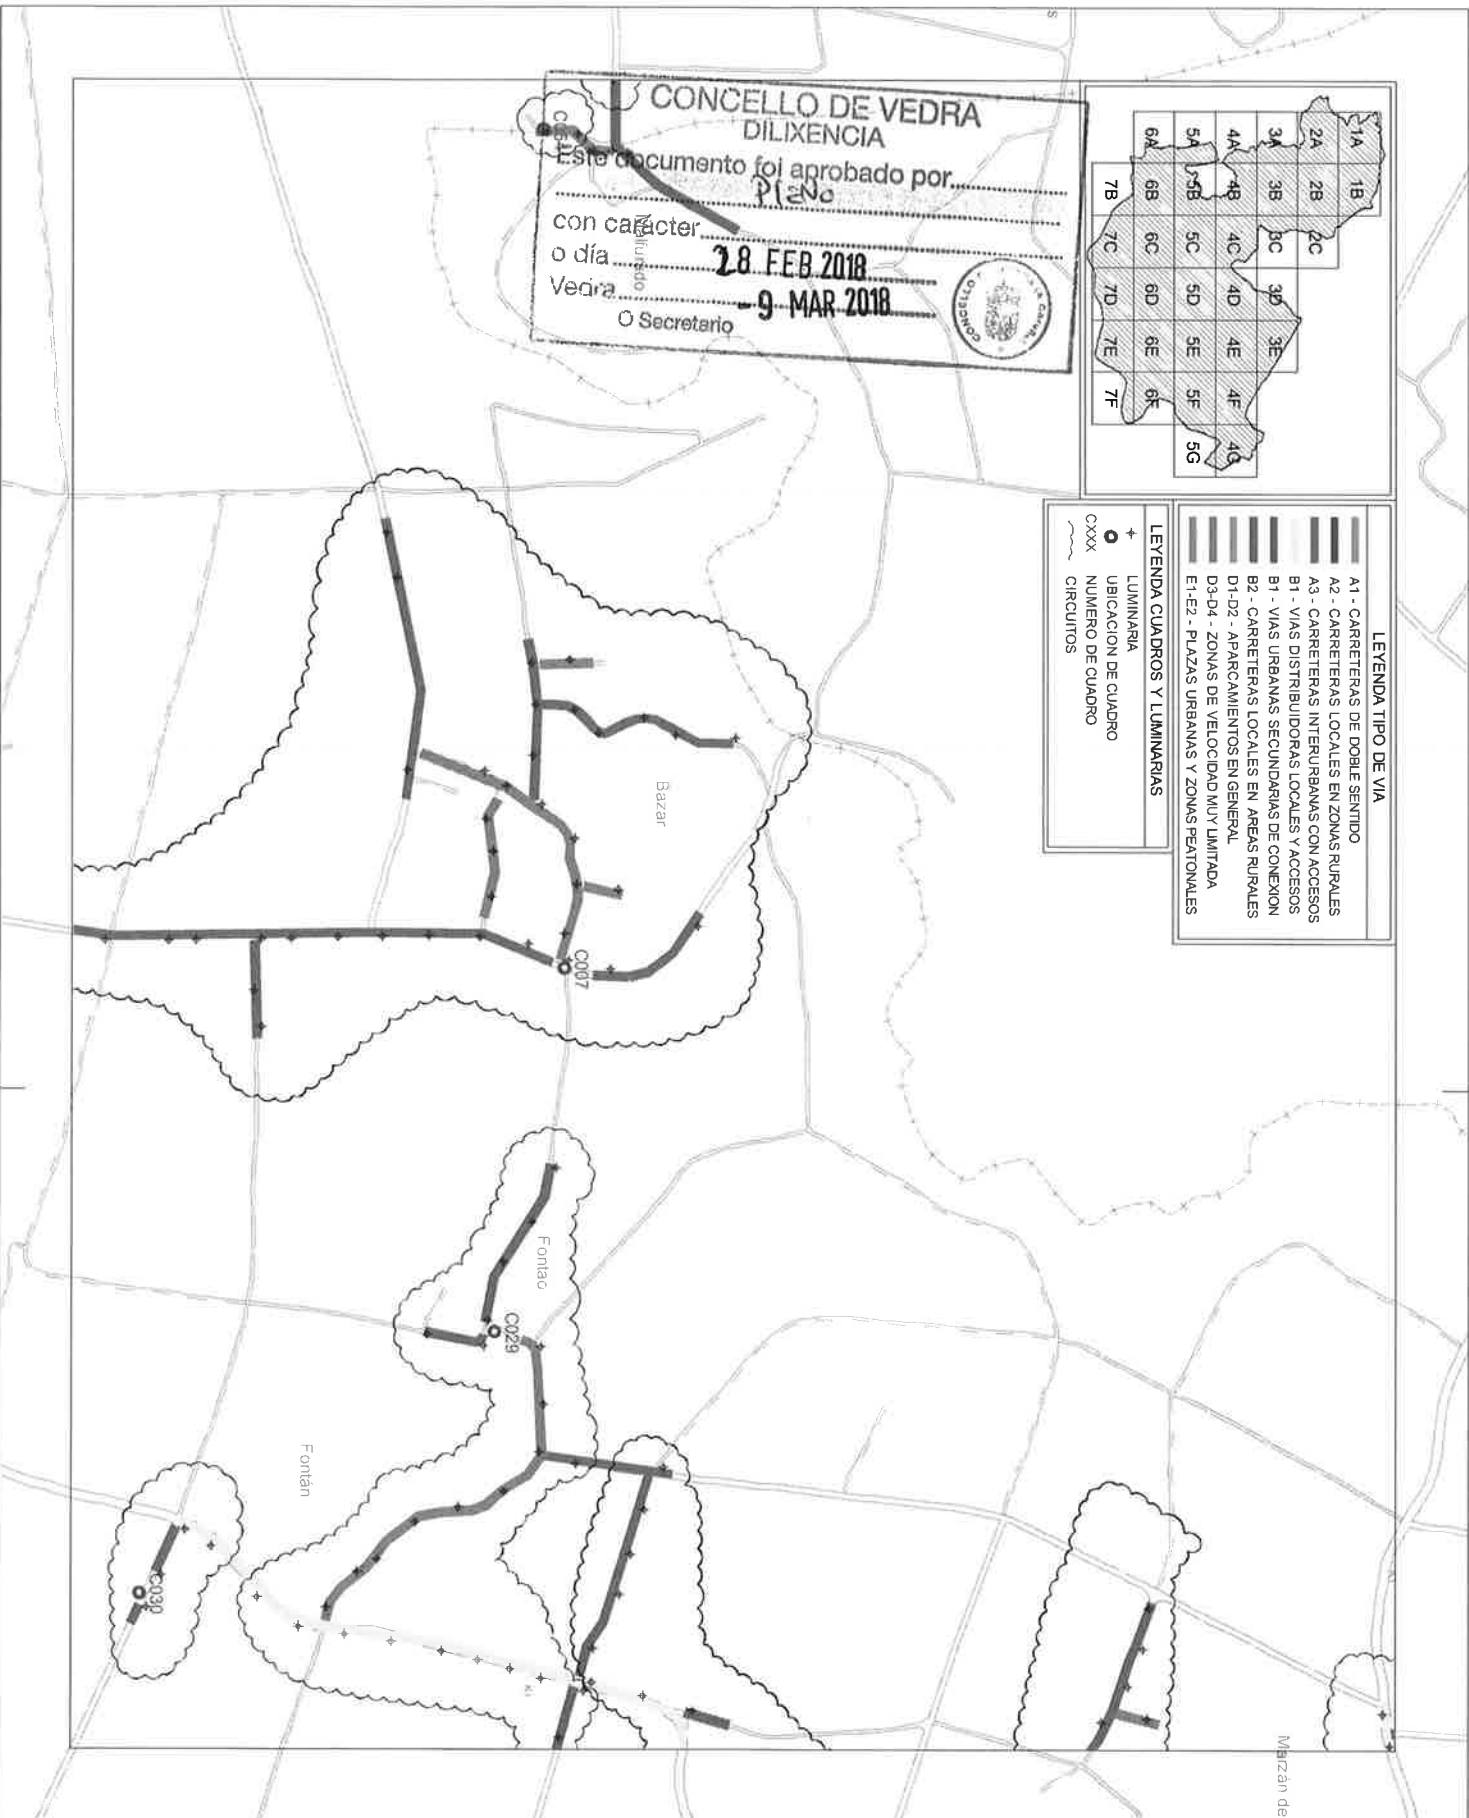 CONCELLO DE VEDRA
DILIXENCIA
Este documento foi aprobado por
PLENO
con carácter
o día 28 FEB 2018
Vedra - 9 MAR 2018
O Secretario
CONCELLO
1A 1B
2A 2B 2C
3A 3B 3C 3D 3E
4A 4B 4C 4D 4E 4F 4G
5A 5B 5C 5D 5E 5F 5G
6A 6B 6C 6D 6E 6F
7B 7C 7D 7E 7F
LEYENDA TIPO DE VIA
A1 - CARRETERAS DE DOBLE SENTIDO
A2 - CARRETERAS LOCALES EN ZONAS RURALES
A3 - CARRETERAS INTERURBANAS CON ACCESOS
B1 - VIAS DISTRIBUIDORAS LOCALES Y ACCESOS
B1 - VIAS URBANAS SECUNDARIAS DE CONEXION
B2 - CARRETERAS LOCALES EN AREAS RURALES
D1-D2 - APARCAMIENTOS EN GENERAL
D3-D4 - ZONAS DE VELOCIDAD MUY LIMITADA
E1-E2 - PLAZAS URBANAS Y ZONAS PEATONALES
LEYENDA CUADROS Y LUMINARIAS
LUMINARIA
UBICACION DE CUADRO
CXXX NUMERO DE CUADRO
CIRCUITOS
Bazar
C007
Fontao
C029
Fontán
C030
Marzán de